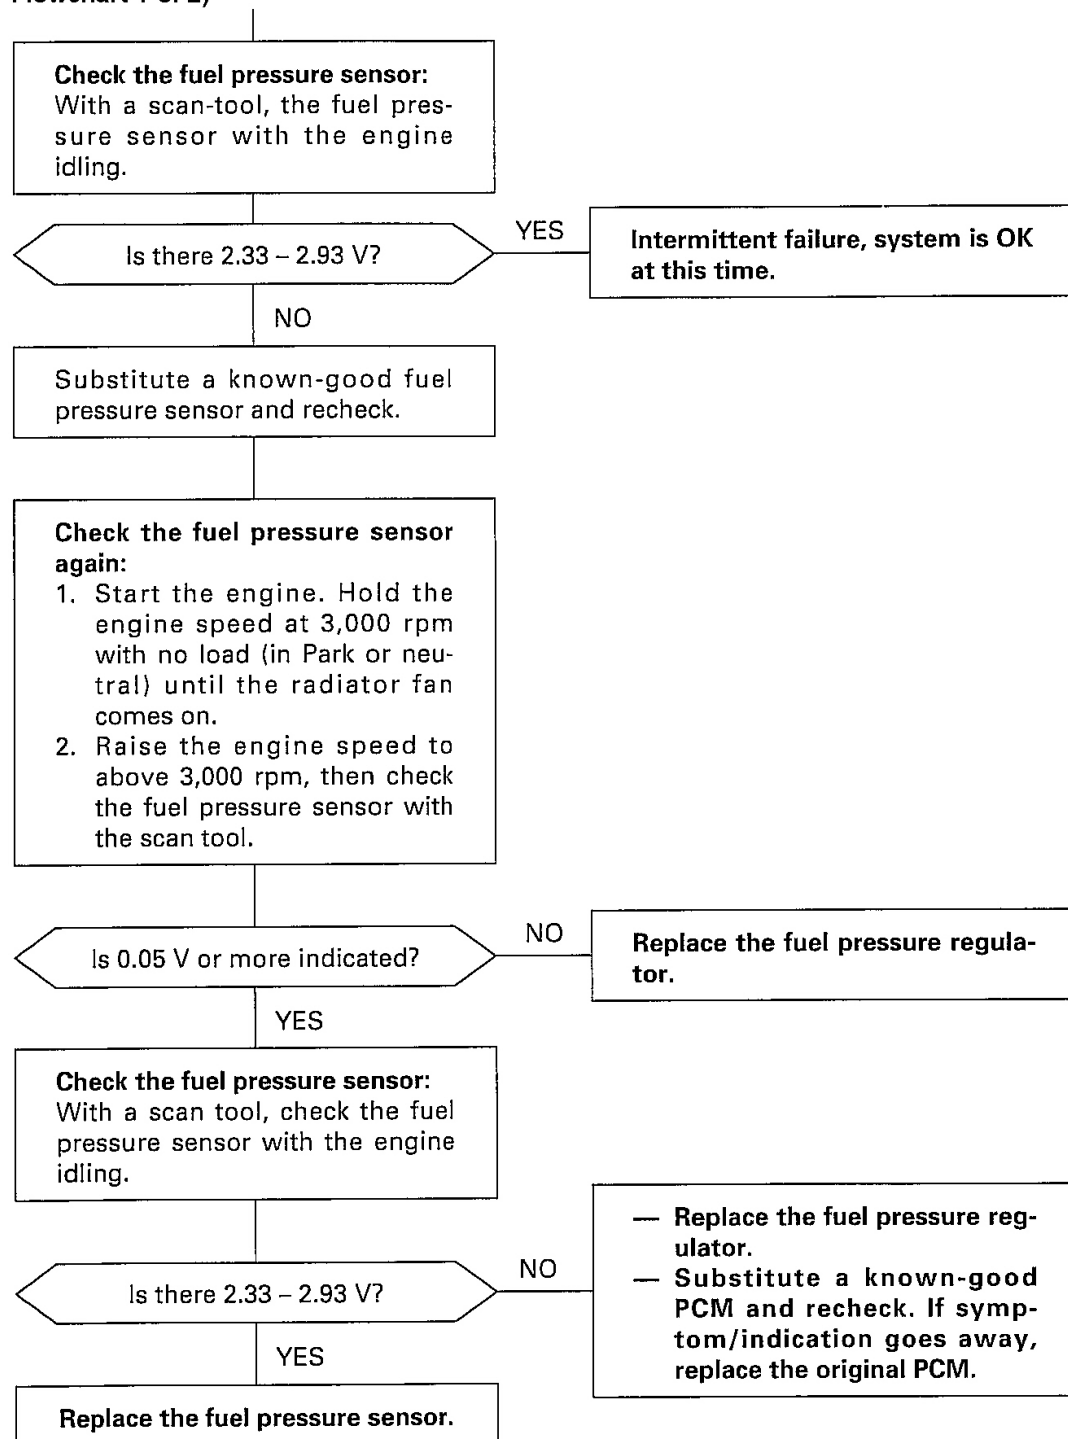 Check the fuel pressure sensor:
With a scan-tool, the fuel pres-
sure sensor with the engine
idling.
Is there 2.33 – 2.93 V?
YES
Intermittent failure, system is OK
at this time.
NO
Substitute a known-good fuel
pressure sensor and recheck.
Check the fuel pressure sensor
again:
1. Start the engine. Hold the
engine speed at 3,000 rpm
with no load (in Park or neu-
tral) until the radiator fan
comes on.
2. Raise the engine speed to
above 3,000 rpm, then check
the fuel pressure sensor with
the scan tool.
Is 0.05 V or more indicated?
NO
Replace the fuel pressure regula-
tor.
YES
Check the fuel pressure sensor:
With a scan tool, check the fuel
pressure sensor with the engine
idling.
Is there 2.33 – 2.93 V?
NO
— Replace the fuel pressure reg-
ulator.
— Substitute a known-good
PCM and recheck. If symp-
tom/indication goes away,
replace the original PCM.
YES
Replace the fuel pressure sensor.